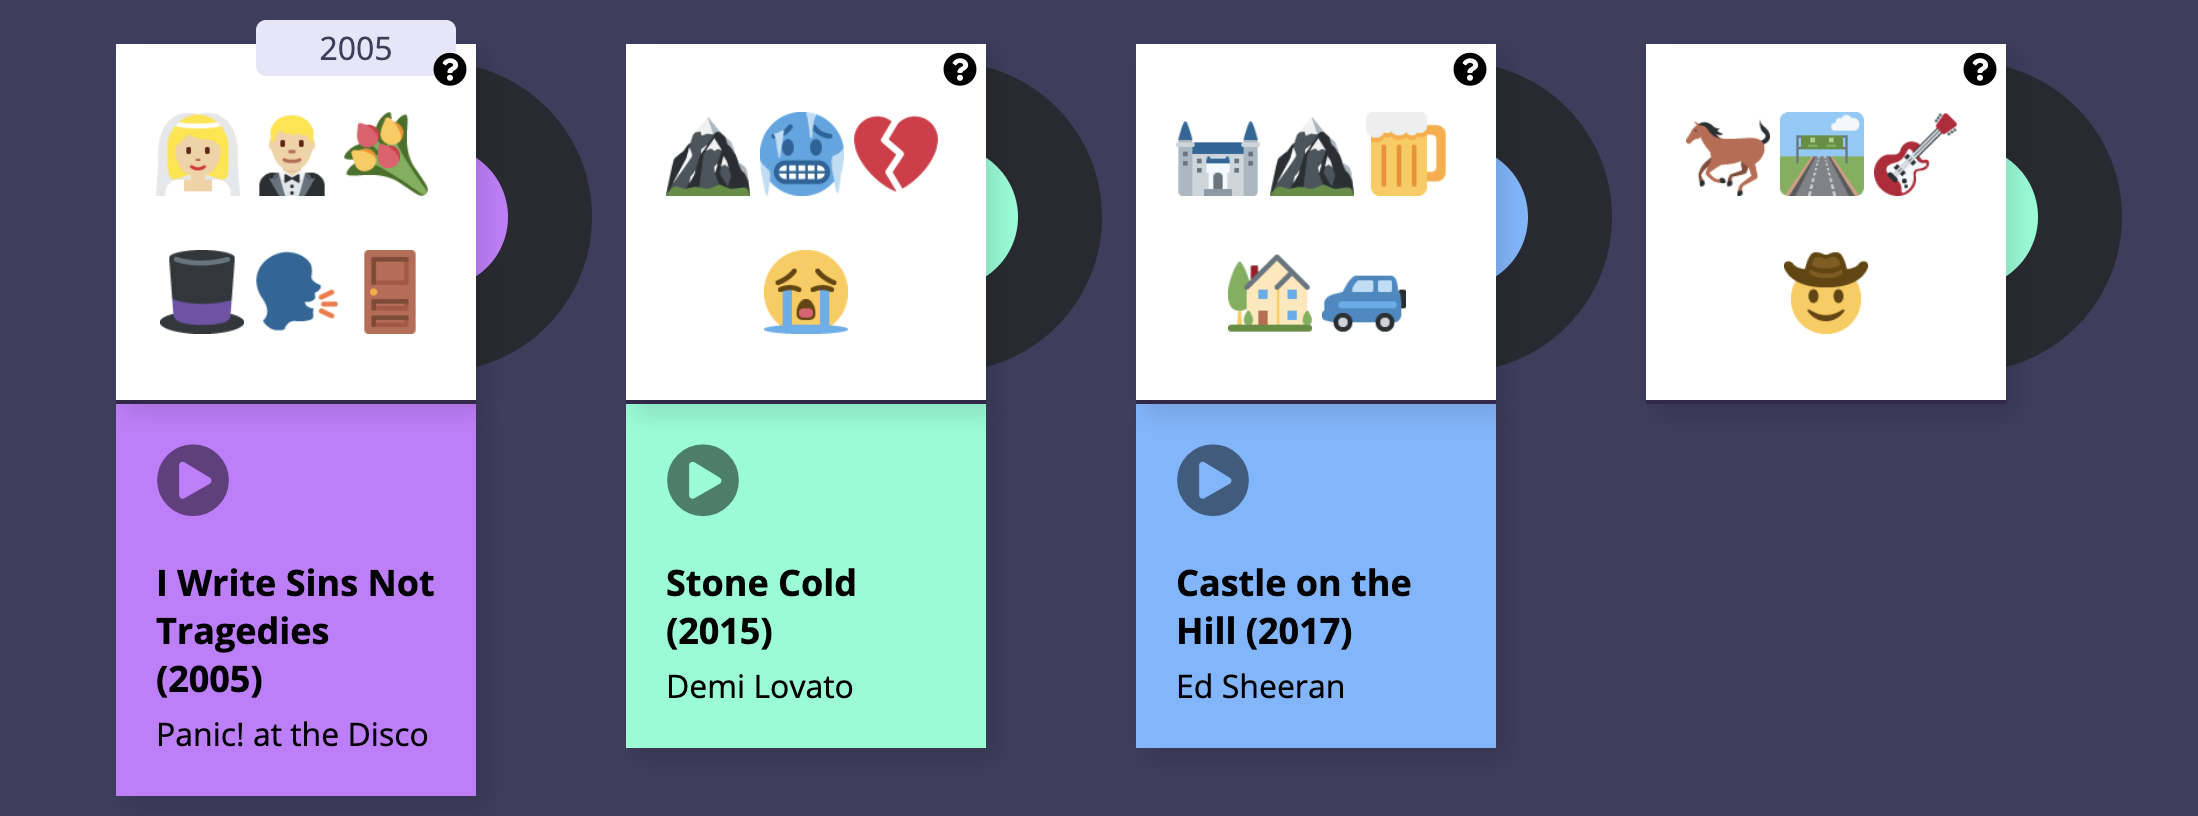 2005
I Write Sins Not
Tragedies
(2005)
Panic! at the Disco
Stone Cold
(2015)
Demi Lovato
Castle on the
Hill (2017)
Ed Sheeran